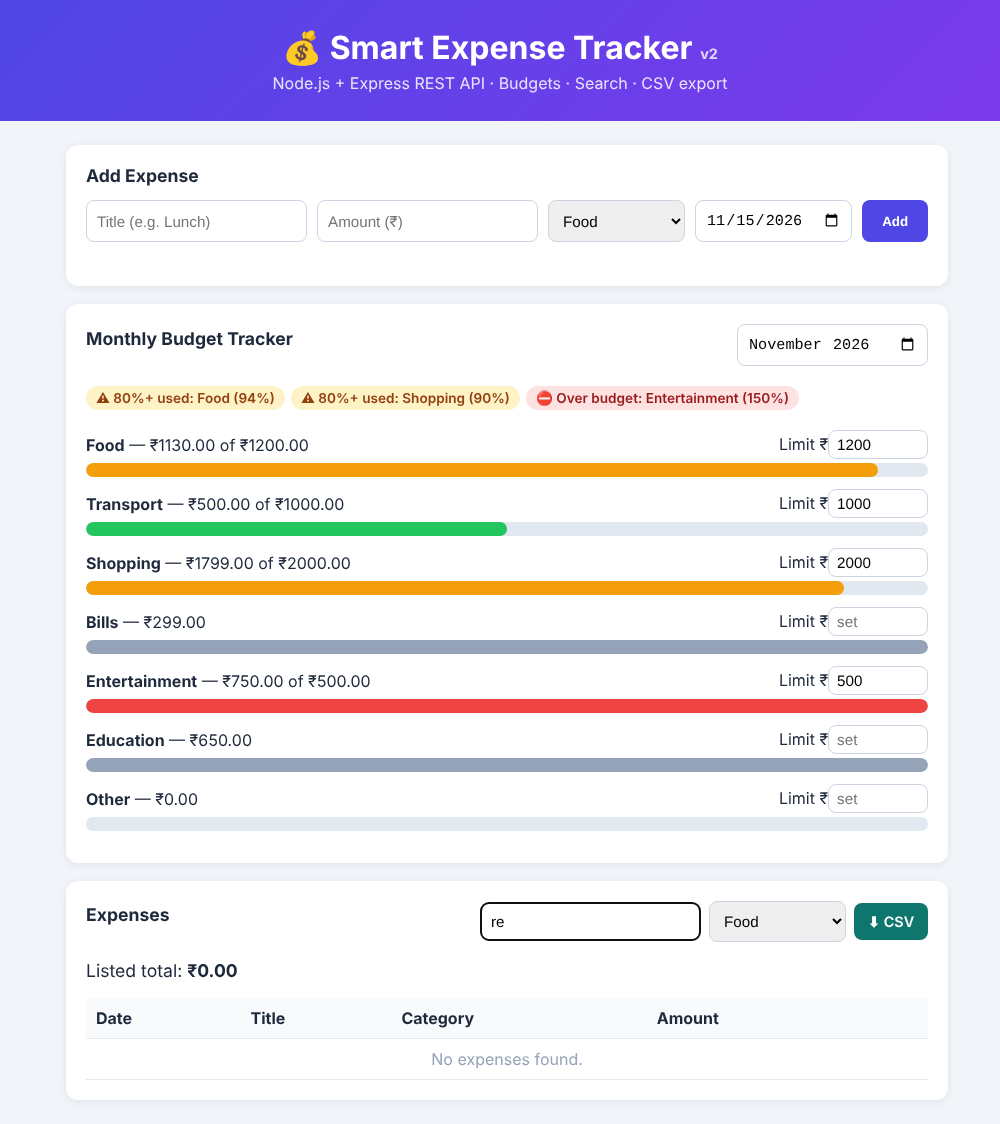 💰 Smart Expense Tracker v2
Node.js + Express REST API · Budgets · Search · CSV export
Add Expense
Title (e.g. Lunch) Amount (₹) Food 11/15/2026 Add
Monthly Budget Tracker November 2026
⚠ 80%+ used: Food (94%) ⚠ 80%+ used: Shopping (90%) ⛔ Over budget: Entertainment (150%)
Food — ₹1130.00 of ₹1200.00 Limit ₹ 1200
Transport — ₹500.00 of ₹1000.00 Limit ₹ 1000
Shopping — ₹1799.00 of ₹2000.00 Limit ₹ 2000
Bills — ₹299.00 Limit ₹ set
Entertainment — ₹750.00 of ₹500.00 Limit ₹ 500
Education — ₹650.00 Limit ₹ set
Other — ₹0.00 Limit ₹ set
Expenses re Food ⬇ CSV
Listed total: ₹0.00
Date Title Category Amount
No expenses found.